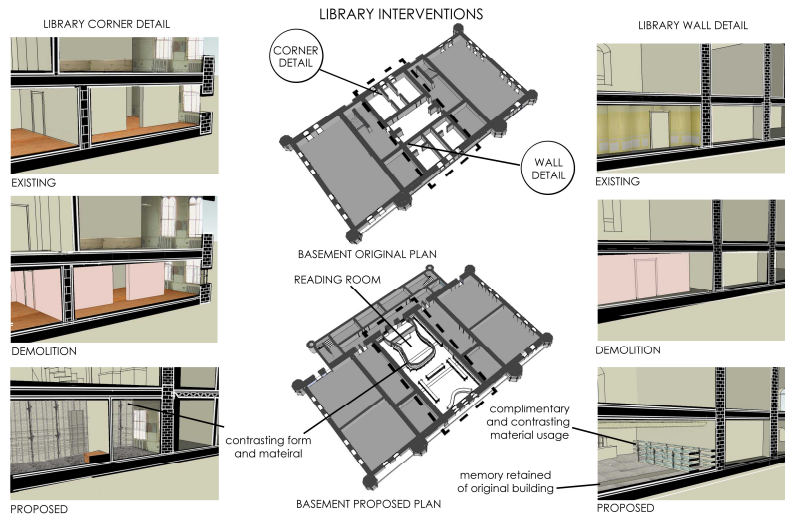 LIBRARY INTERVENTIONS
LIBRARY CORNER DETAIL
EXISTING
DEMOLITION
PROPOSED
CORNER
DETAIL
WALL
DETAIL
BASEMENT ORIGINAL PLAN
READING ROOM
contrasting form
and mateiral
BASEMENT PROPOSED PLAN
complimentary
and contrasting
material usage
memory retained
of original building
LIBRARY WALL DETAIL
EXISTING
DEMOLITION
PROPOSED